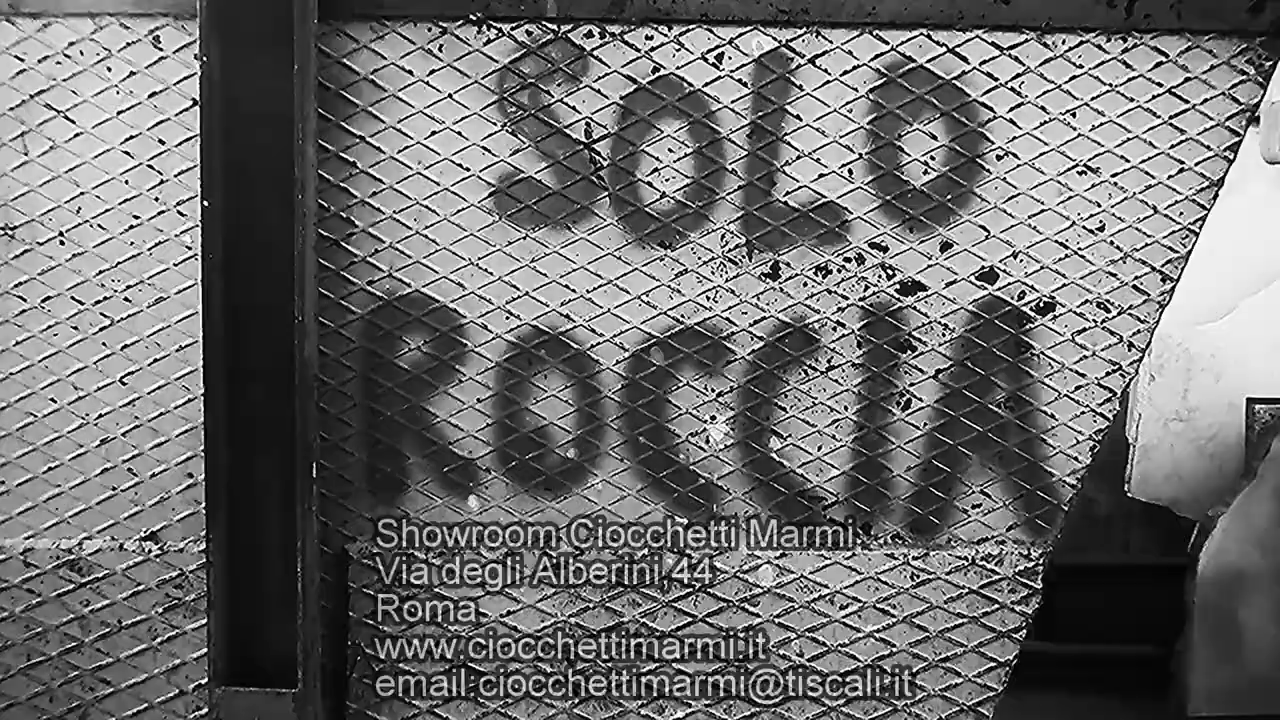 SOLO
ROCCIA
Showroom Ciocchetti Marmi
Via degli Alberini,44
Roma
www.ciocchettimarmi.it
email:ciocchettimarmi@tiscali.it